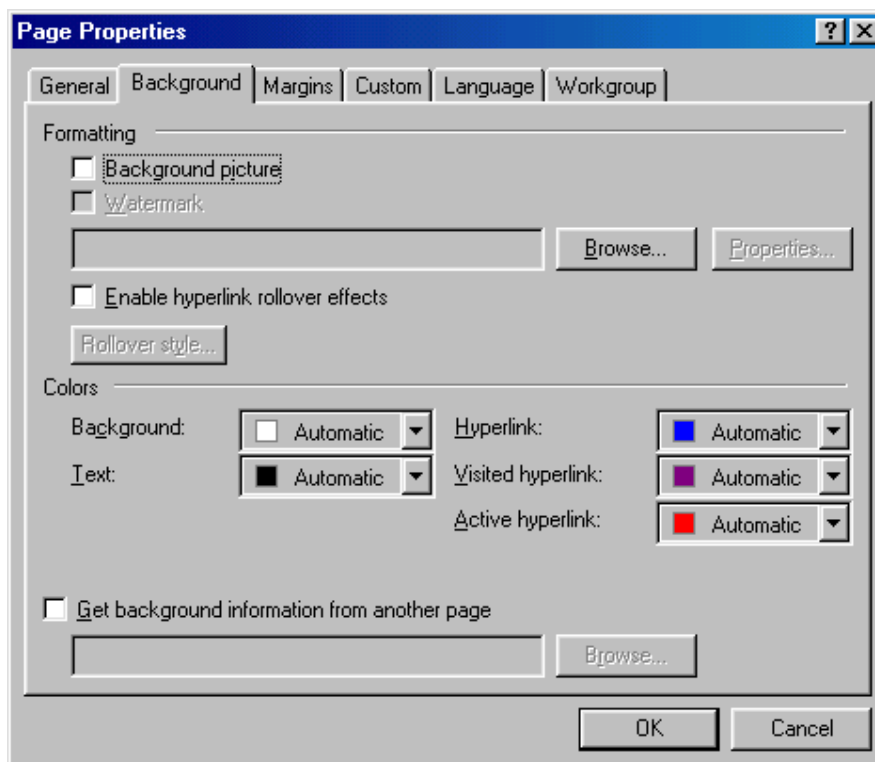 Page Properties
General Background Margins Custom Language Workgroup
Formatting
Background picture
Watermark
Browse... Properties...
Enable hyperlink rollover effects
Rollover style...
Colors
Background: Automatic Hyperlink: Automatic
Text: Automatic Visited hyperlink: Automatic
Active hyperlink: Automatic
Get background information from another page
Browse...
OK Cancel